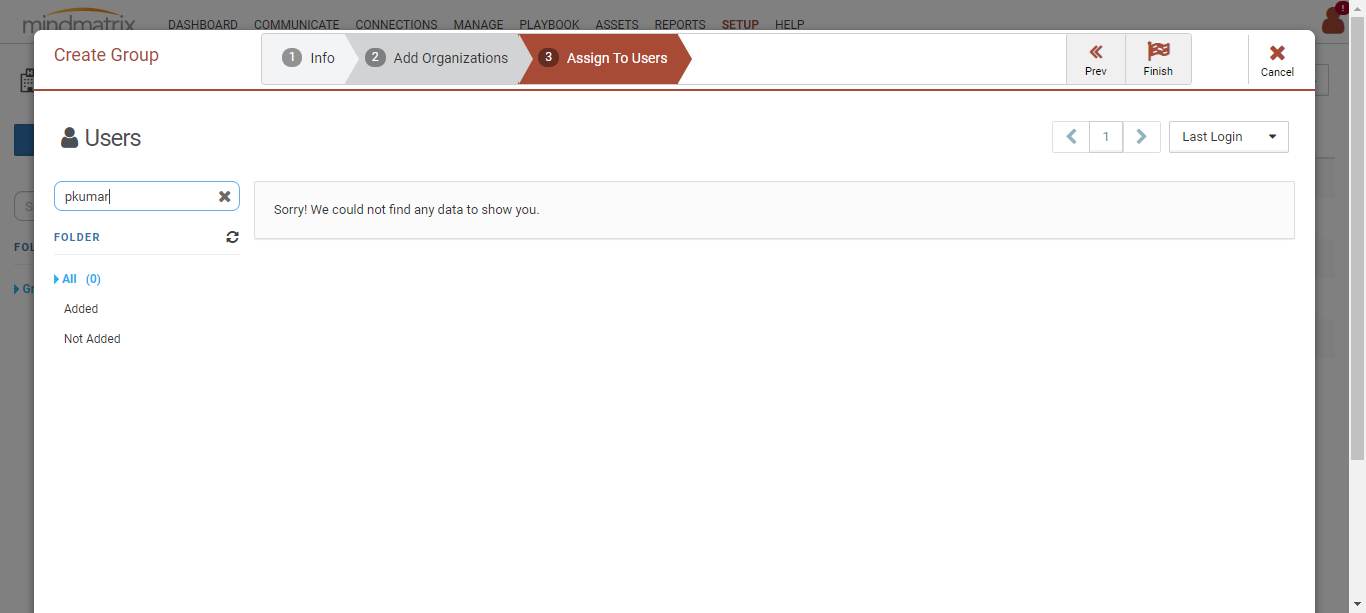 mindmatrix
DASHBOARD COMMUNICATE CONNECTIONS MANAGE PLAYBOOK ASSETS REPORTS SETUP HELP
!
Create Group
1 Info
2 Add Organizations
3 Assign To Users
Prev
Finish
Cancel
Users
1
Last Login
pkumar
Sorry! We could not find any data to show you.
FOLDER
All (0)
Added
Not Added
S
FOL
Gr